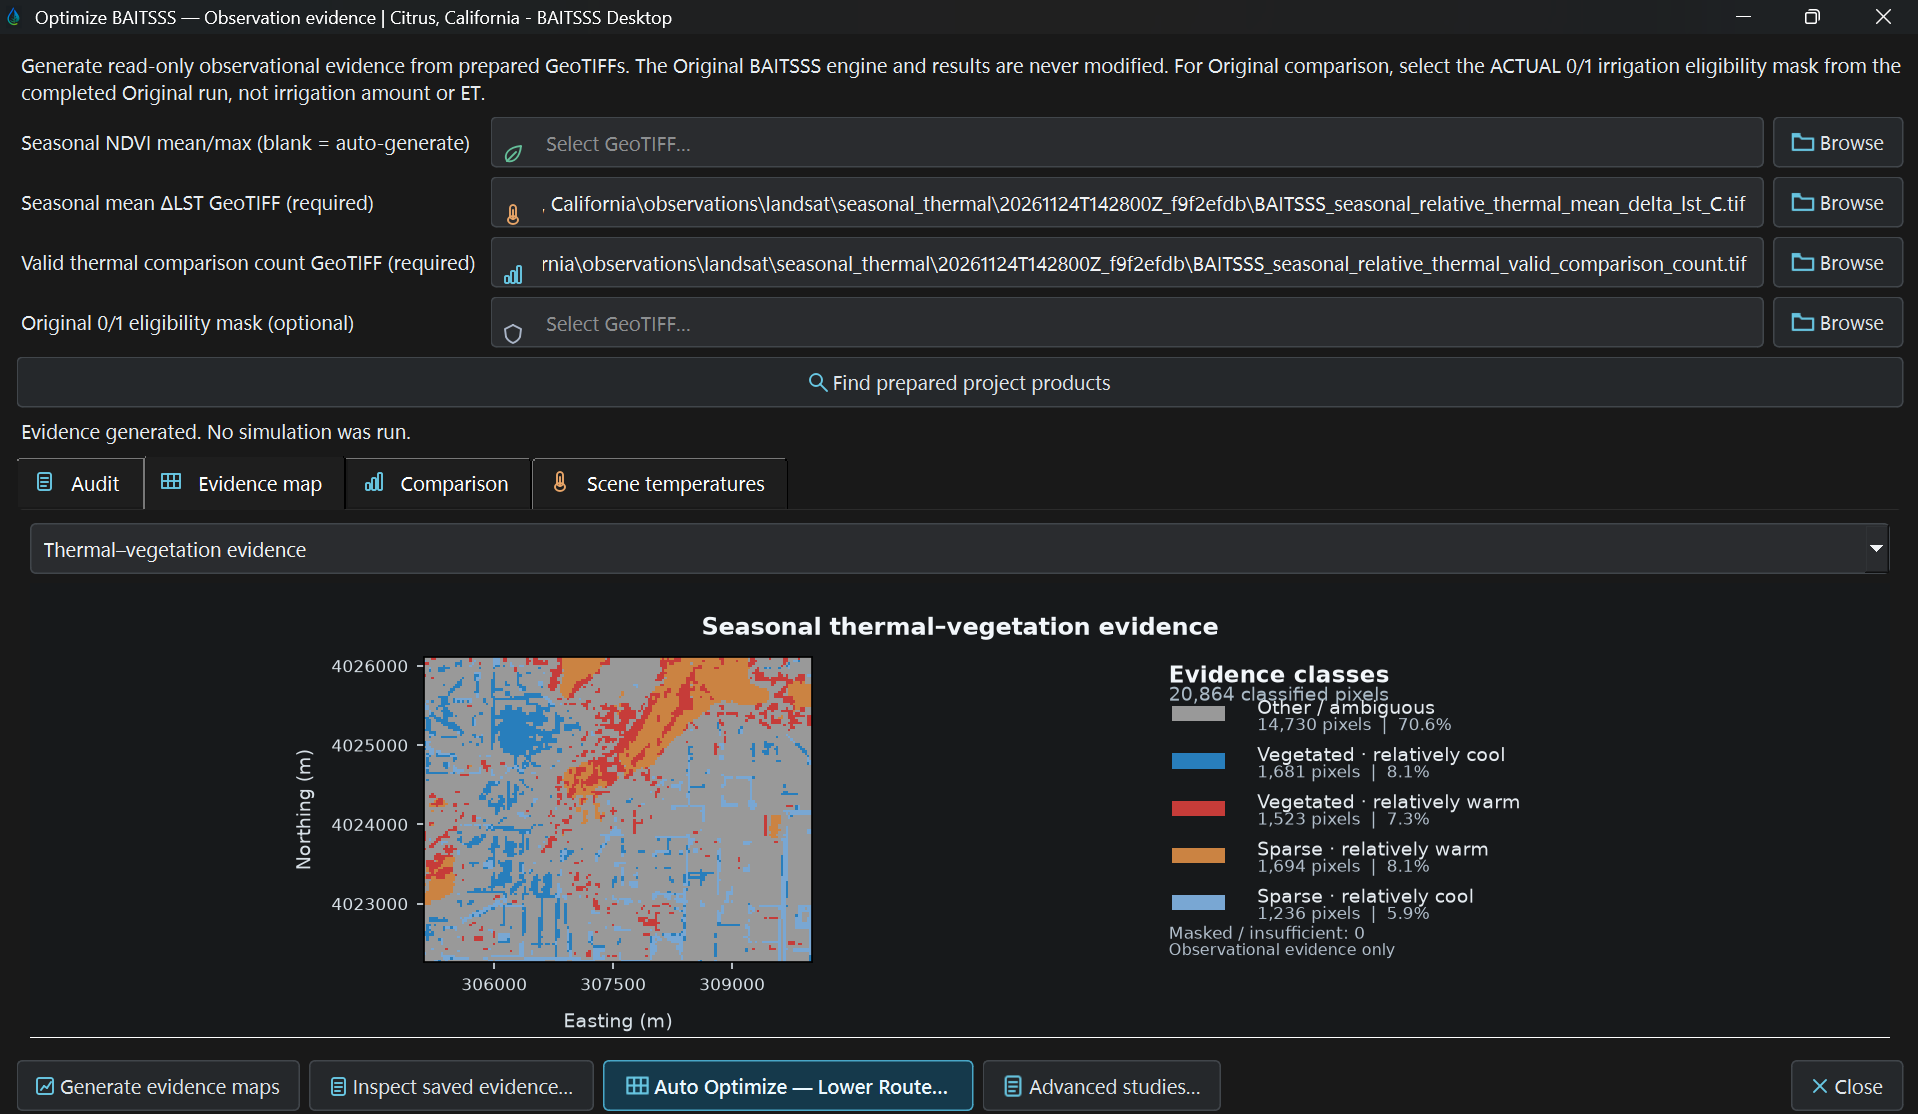 Optimize BAITSSS — Observation evidence | Citrus, California - BAITSSS Desktop
Generate read-only observational evidence from prepared GeoTIFFs. The Original BAITSSS engine and results are never modified. For Original comparison, select the ACTUAL 0/1 irrigation eligibility mask from the
completed Original run, not irrigation amount or ET.
Seasonal NDVI mean/max (blank = auto-generate)
Select GeoTIFF...
Browse
Seasonal mean ΔLST GeoTIFF (required)
, California\observations\landsat\seasonal_thermal\20261124T142800Z_f9f2efdb\BAITSSS_seasonal_relative_thermal_mean_delta_lst_C.tif
Browse
Valid thermal comparison count GeoTIFF (required)
rnia\observations\landsat\seasonal_thermal\20261124T142800Z_f9f2efdb\BAITSSS_seasonal_relative_thermal_valid_comparison_count.tif
Browse
Original 0/1 eligibility mask (optional)
Select GeoTIFF...
Browse
Find prepared project products
Evidence generated. No simulation was run.
Audit
Evidence map
Comparison
Scene temperatures
Thermal–vegetation evidence
Seasonal thermal–vegetation evidence
4026000
4025000
4024000
4023000
Northing (m)
306000
307500
309000
Easting (m)
Evidence classes
20,864 classified pixels
Other / ambiguous
14,730 pixels | 70.6%
Vegetated · relatively cool
1,681 pixels | 8.1%
Vegetated · relatively warm
1,523 pixels | 7.3%
Sparse · relatively warm
1,694 pixels | 8.1%
Sparse · relatively cool
1,236 pixels | 5.9%
Masked / insufficient: 0
Observational evidence only
Generate evidence maps
Inspect saved evidence...
Auto Optimize — Lower Route...
Advanced studies...
Close